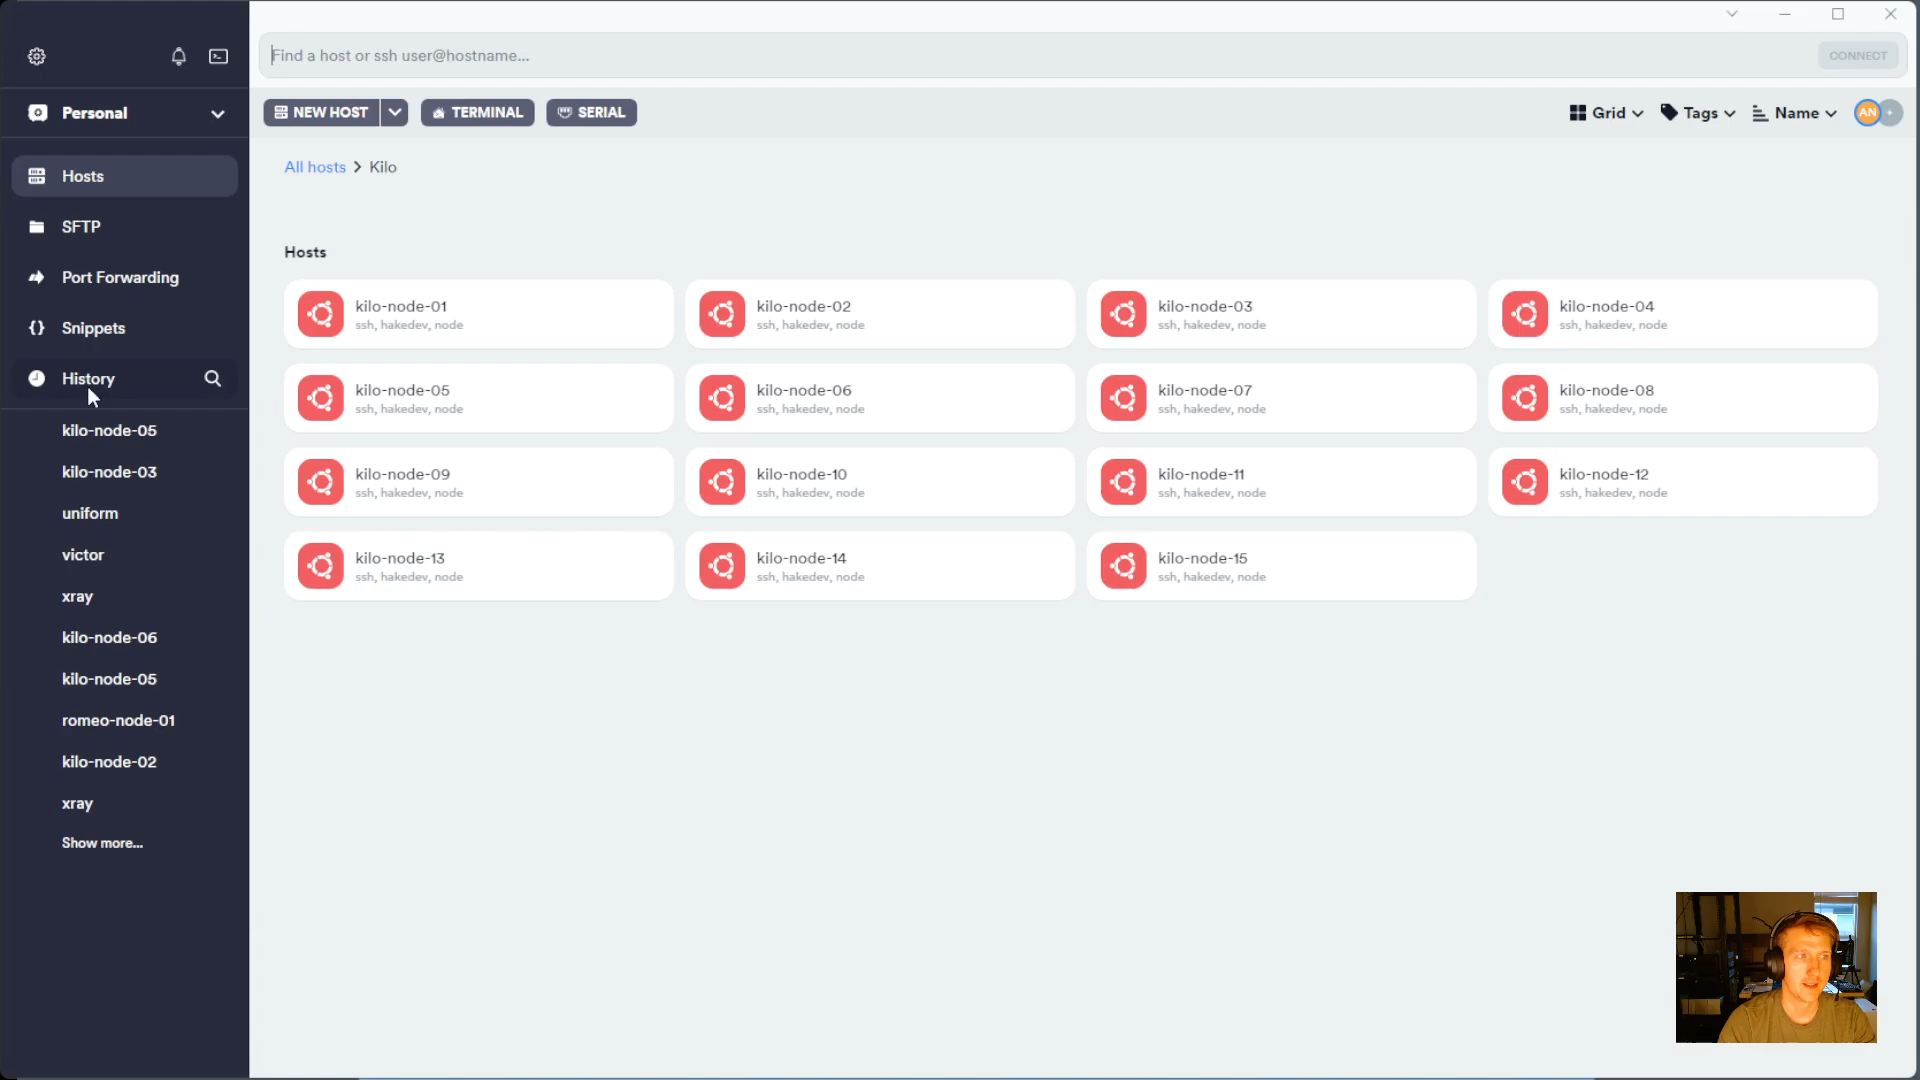 Find a host or ssh user@hostname...
CONNECT
Personal
NEW HOST
TERMINAL
SERIAL
Grid
Tags
Name
AN
All hosts > Kilo
Hosts
SFTP
Port Forwarding
Snippets
History
kilo-node-05
kilo-node-03
uniform
victor
xray
kilo-node-06
kilo-node-05
romeo-node-01
kilo-node-02
xray
Show more...
Hosts
kilo-node-01
ssh, hakedev, node
kilo-node-02
ssh, hakedev, node
kilo-node-03
ssh, hakedev, node
kilo-node-04
ssh, hakedev, node
kilo-node-05
ssh, hakedev, node
kilo-node-06
ssh, hakedev, node
kilo-node-07
ssh, hakedev, node
kilo-node-08
ssh, hakedev, node
kilo-node-09
ssh, hakedev, node
kilo-node-10
ssh, hakedev, node
kilo-node-11
ssh, hakedev, node
kilo-node-12
ssh, hakedev, node
kilo-node-13
ssh, hakedev, node
kilo-node-14
ssh, hakedev, node
kilo-node-15
ssh, hakedev, node